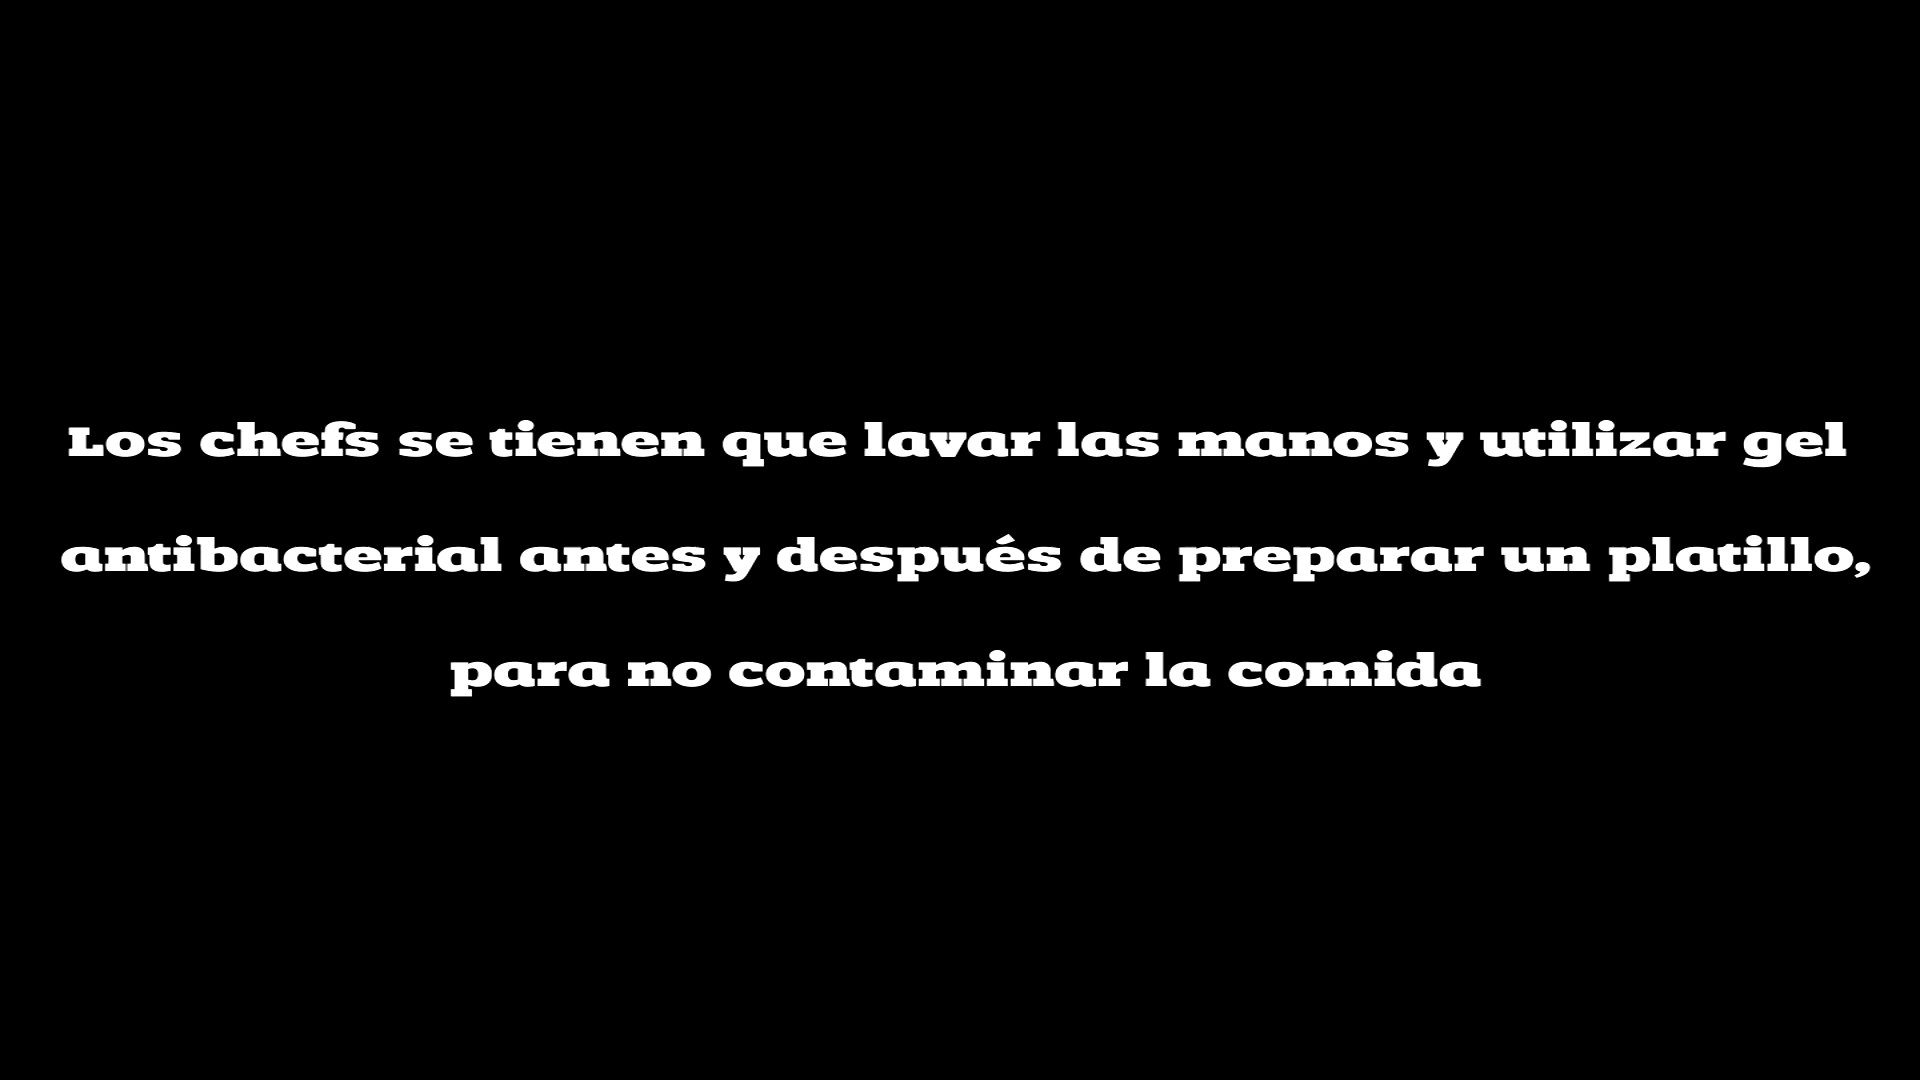 Los chefs se tienen que lavar las manos y utilizar gel
antibacterial antes y después de preparar un platillo,
para no contaminar la comida